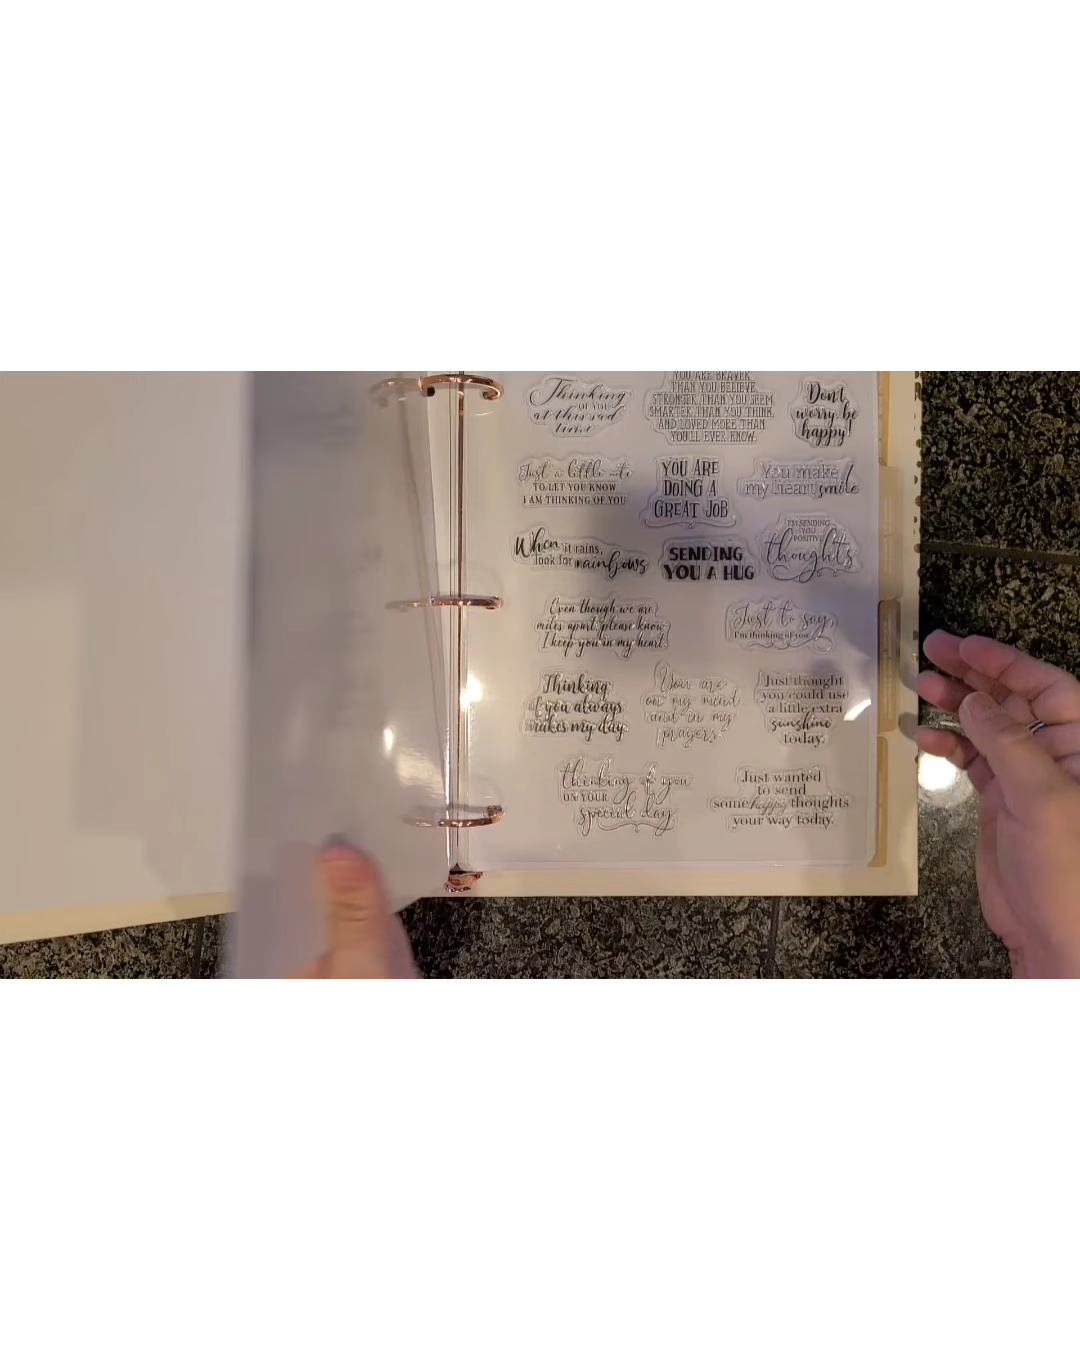 Thinking
OF YOU
at this sad
time
YOU ARE BRAVER
THAN YOU BELIEVE
STRONGER THAN YOU SEEM
SMARTER THAN YOU THINK
AND LOVED MORE THAN
YOU'LL EVER KNOW.
Don't
worry, be
happy!
Just a little note
TO LET YOU KNOW
I AM THINKING OF YOU
YOU ARE
DOING A
GREAT JOB
You make
my heart smile
When it rains,
look for rainbows
SENDING
YOU A HUG
I'M SENDING
YOU
POSITIVE
thoughts
Even though we are
miles apart, please know
I keep you in my heart.
Just to say,
I'm thinking of you
Thinking
of you always
makes my day.
You are
on my mind
and in my
prayers.
Just thought
you could use
a little extra
sunshine
today.
thinking of you
ON YOUR
special day
Just wanted
to send
some happy thoughts
your way today.